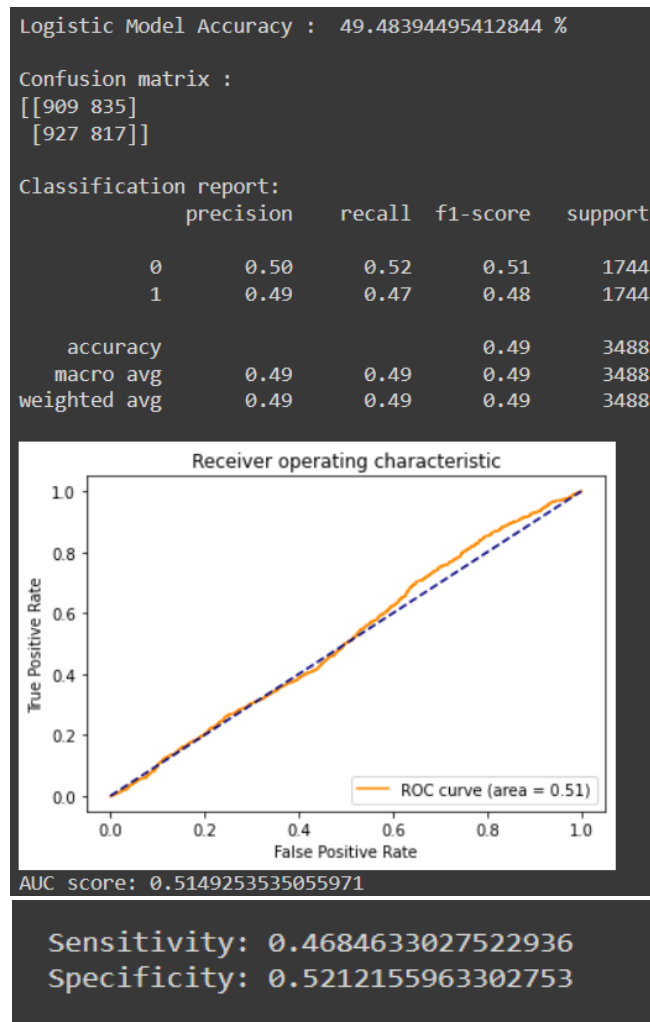 Logistic Model Accuracy :  49.48394495412844 %
Confusion matrix :
[[909 835]
[927 817]]
Classification report:
precision recall f1-score support
0 0.50 0.52 0.51 1744
1 0.49 0.47 0.48 1744
accuracy 0.49 3488
macro avg 0.49 0.49 0.49 3488
weighted avg 0.49 0.49 0.49 3488
Receiver operating characteristic
1.0
0.8
0.6
0.4
0.2
0.0
True Positive Rate
ROC curve (area = 0.51)
0.0 0.2 0.4 0.6 0.8 1.0
False Positive Rate
AUC score: 0.5149253535055971
Sensitivity: 0.4684633027522936
Specificity: 0.5212155963302753